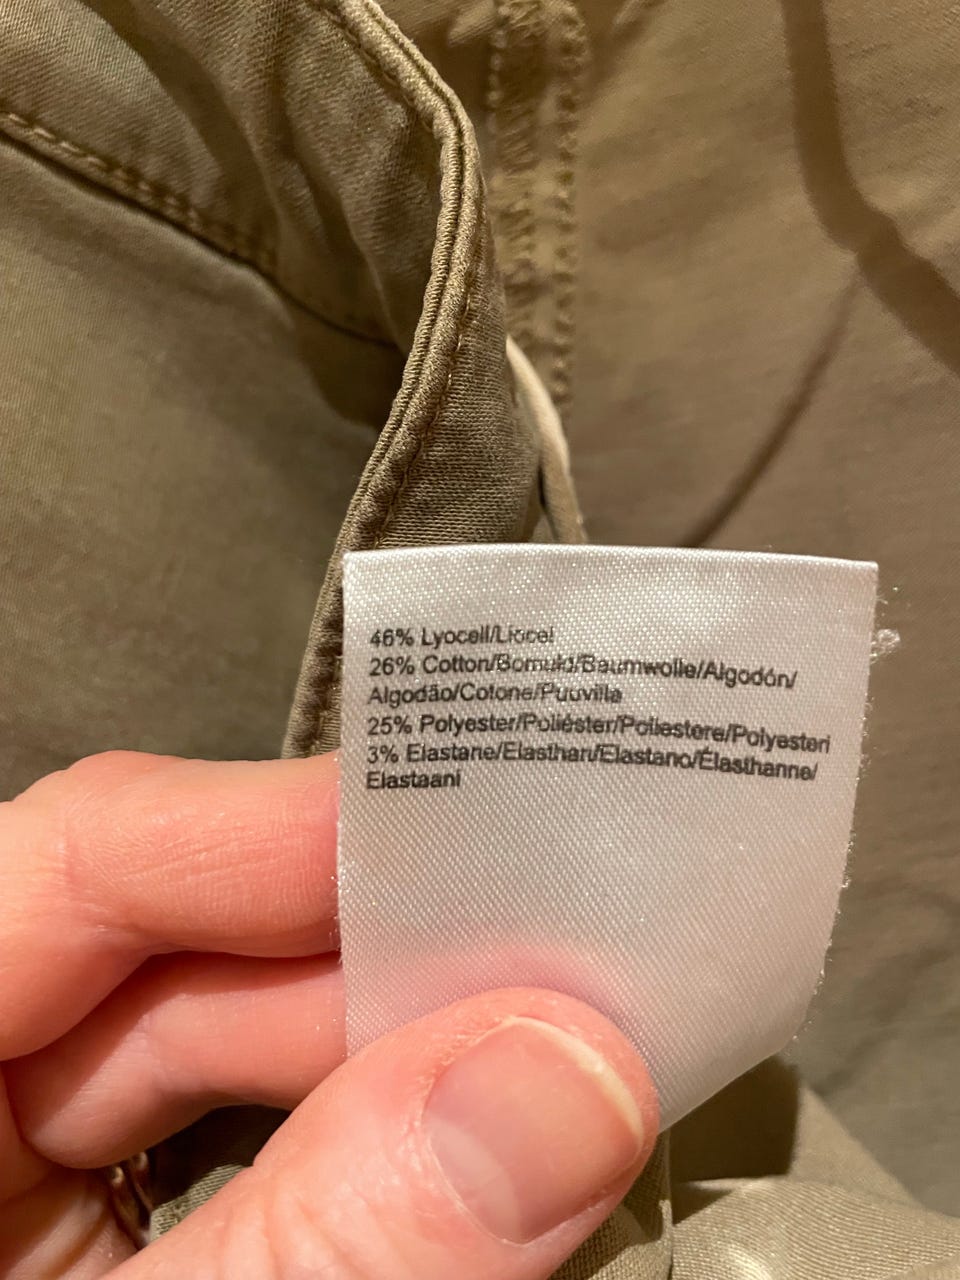 46% Lyocell/Liocel
26% Cotton/Bomuld/Baumwolle/Algodón/
Algodão/Cotone/Puuvilla
25% Polyester/Poliéster/Poliestere/Polyesteri
3% Elastane/Elasthan/Elastano/Élasthanne/
Elastaani